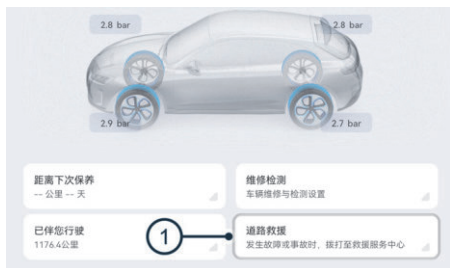 2.8 bar
2.8 bar
2.9 bar
2.7 bar
距离下次保养
-- 公里 -- 天
维修检测
车辆维修与检测设置
已伴您行驶
1176.4公里
1
道路救援
发生故障或事故时，拨打至救援服务中心